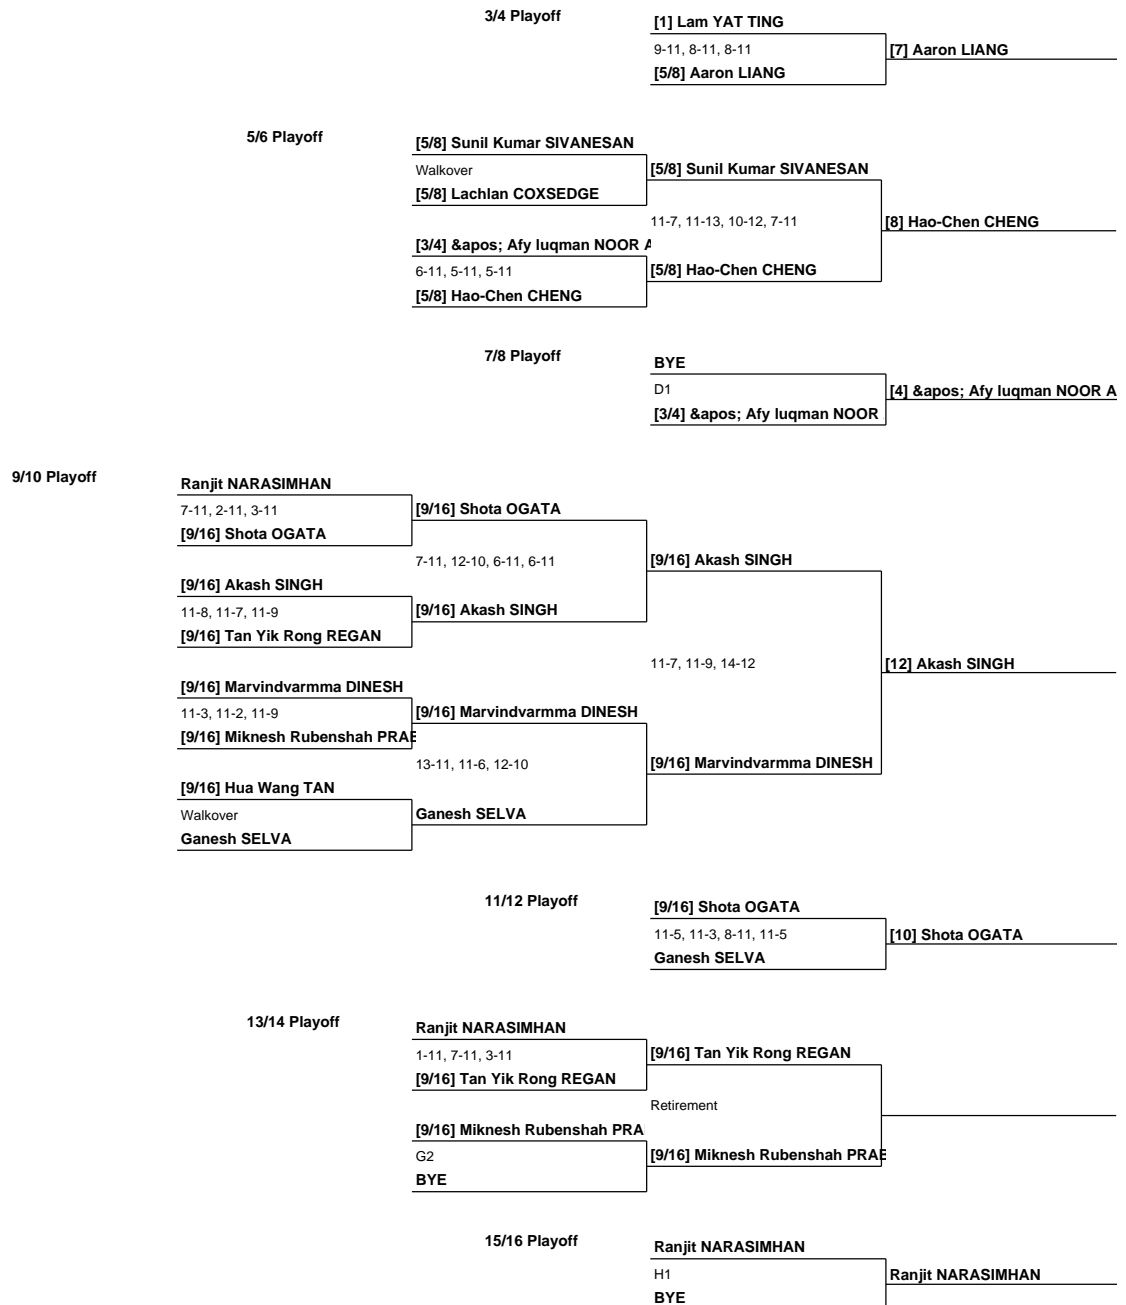 3/4 Playoff
[1] Lam YAT TING
9-11, 8-11, 8-11
[7] Aaron LIANG
[5/8] Aaron LIANG
5/6 Playoff
[5/8] Sunil Kumar SIVANESAN
Walkover
[5/8] Sunil Kumar SIVANESAN
[5/8] Lachlan COXSEDGE
11-7, 11-13, 10-12, 7-11
[8] Hao-Chen CHENG
[3/4] &apos; Afy luqman NOOR A
6-11, 5-11, 5-11
[5/8] Hao-Chen CHENG
[5/8] Hao-Chen CHENG
7/8 Playoff
BYE
D1
[4] &apos; Afy luqman NOOR A
[3/4] &apos; Afy luqman NOOR
9/10 Playoff
Ranjit NARASIMHAN
7-11, 2-11, 3-11
[9/16] Shota OGATA
[9/16] Shota OGATA
7-11, 12-10, 6-11, 6-11
[9/16] Akash SINGH
[9/16] Akash SINGH
11-8, 11-7, 11-9
[9/16] Akash SINGH
[9/16] Tan Yik Rong REGAN
11-7, 11-9, 14-12
[12] Akash SINGH
[9/16] Marvindvarmma DINESH
11-3, 11-2, 11-9
[9/16] Marvindvarmma DINESH
[9/16] Miknesh Rubenshah PRAE
13-11, 11-6, 12-10
[9/16] Marvindvarmma DINESH
[9/16] Hua Wang TAN
Walkover
Ganesh SELVA
Ganesh SELVA
11/12 Playoff
[9/16] Shota OGATA
11-5, 11-3, 8-11, 11-5
[10] Shota OGATA
Ganesh SELVA
13/14 Playoff
Ranjit NARASIMHAN
1-11, 7-11, 3-11
[9/16] Tan Yik Rong REGAN
[9/16] Tan Yik Rong REGAN
Retirement
[9/16] Miknesh Rubenshah PRA
G2
[9/16] Miknesh Rubenshah PRAE
BYE
15/16 Playoff
Ranjit NARASIMHAN
H1
Ranjit NARASIMHAN
BYE